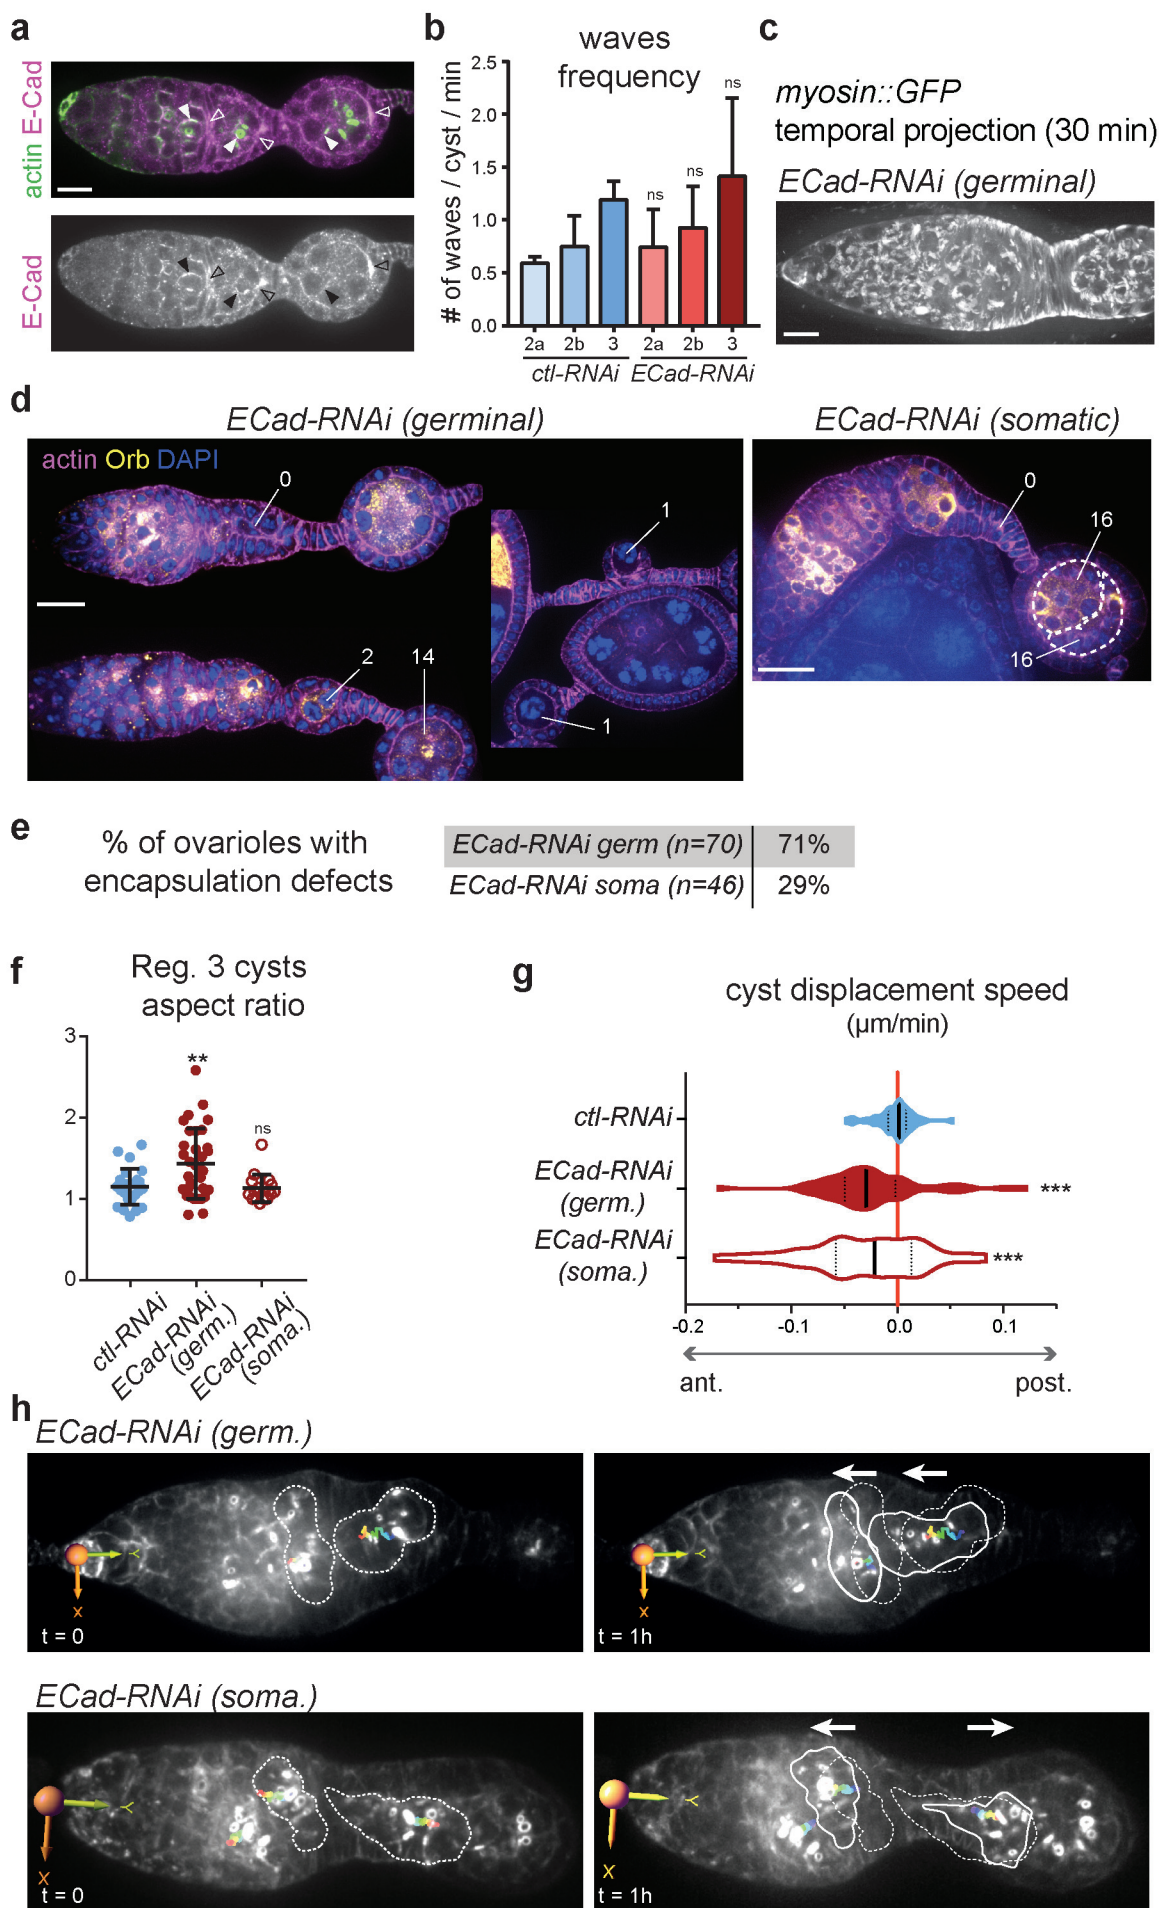 a
actin E-Cad
E-Cad
b
waves
frequency
# of waves / cyst / min
2.5
2.0
1.5
1.0
0.5
0.0
ns
ns
ns
2a
2b
3
2a
2b
3
ctl-RNAi
ECad-RNAi
c
myosin::GFP
temporal projection (30 min)
ECad-RNAi (germinal)
d
ECad-RNAi (germinal)
actin Orb DAPI
0
1
2
14
1
ECad-RNAi (somatic)
0
16
16
e
% of ovarioles with
encapsulation defects
ECad-RNAi germ (n=70) 71%
ECad-RNAi soma (n=46) 29%
f
Reg. 3 cysts
aspect ratio
3
2
1
0
**
ns
ctl-RNAi
ECad-RNAi
(germ.)
ECad-RNAi
(soma.)
g
cyst displacement speed
(µm/min)
ctl-RNAi
ECad-RNAi
(germ.)
***
ECad-RNAi
(soma.)
***
-0.2
-0.1
0.0
0.1
ant.
post.
h
ECad-RNAi (germ.)
Y
X
t = 0
Y
X
t = 1h
ECad-RNAi (soma.)
Y
X
t = 0
Y
X
t = 1h